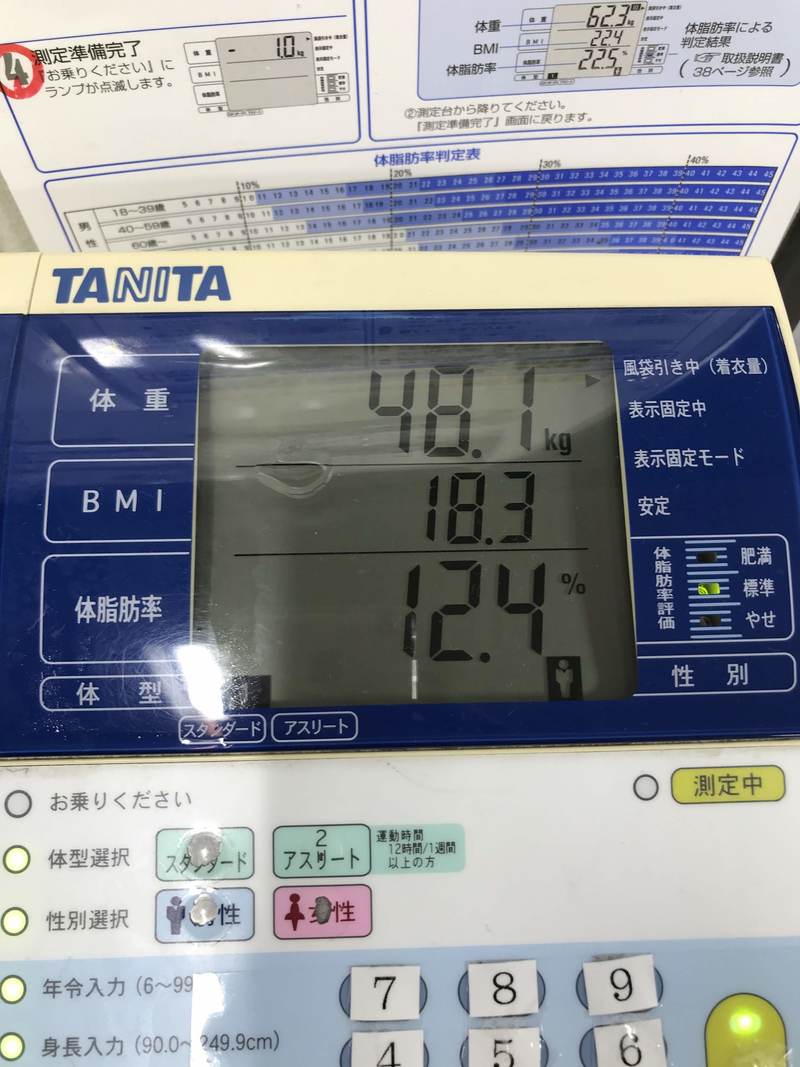 4
測定準備完了
「お乗りください」に
ランプが点滅します。
体重
- 1.0 kg
BMI
体脂肪率
体重
62.3 kg
BMI
22.4
体脂肪率
22.5 %
体脂肪率による
判定結果
取扱説明書
(38ページ参照)
②測定台から降りてください。
「測定準備完了」画面に戻ります。
体脂肪率判定表
10% 20% 30% 40%
男性
18〜39歳
40〜59歳
60歳〜
TANITA
体重
48.1 kg
BMI
18.3
体脂肪率
12.4 %
体型
スタンダード
アスリート
風袋引き中(着衣量)
表示固定中
表示固定モード
安定
体脂肪率評価
肥満
標準
やせ
性別
お乗りください
測定中
体型選択
スタンダード
2
アスリート
運動時間
12時間/1週間
以上の方
性別選択
性
性
年令入力(6〜99
7 8 9
身長入力(90.0〜249.9cm)
4 5 6